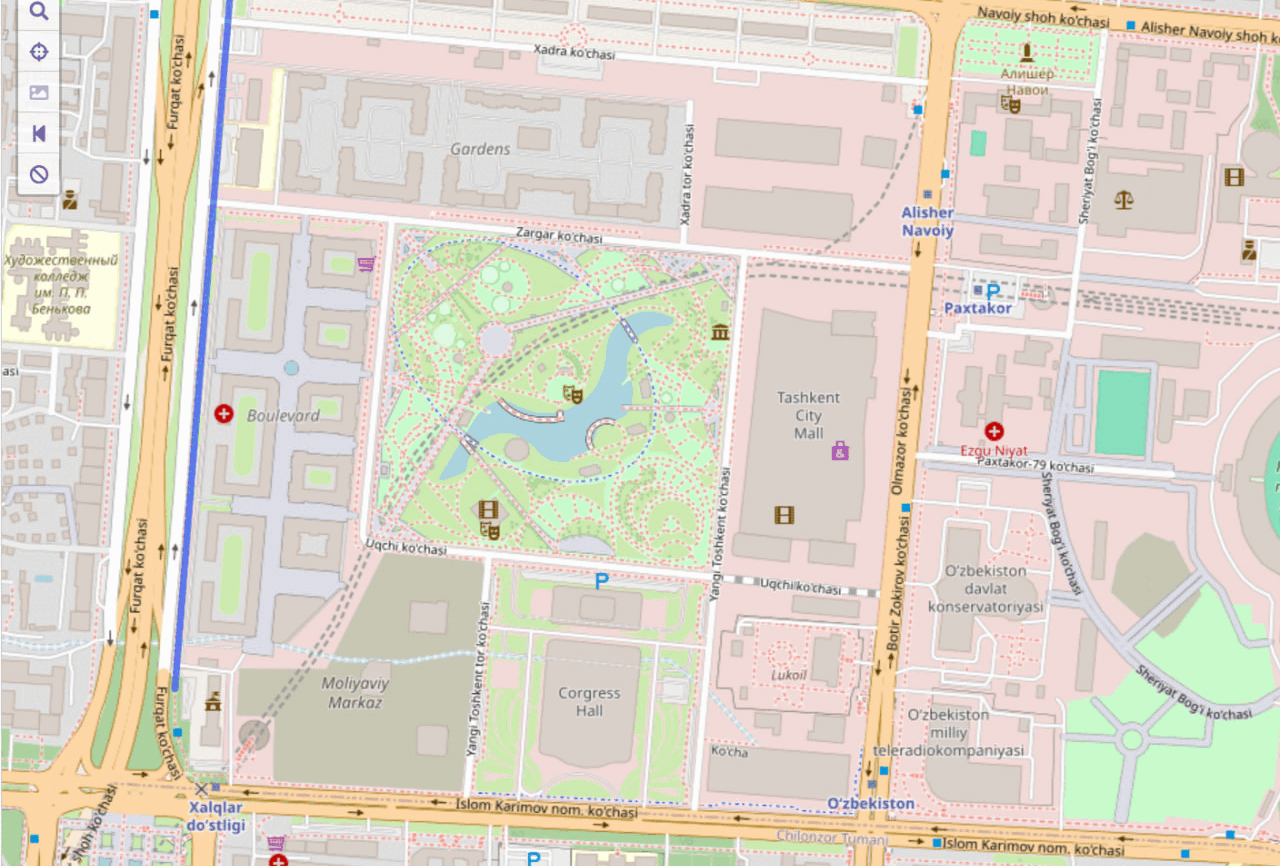 Navoiy shoh ko'chasi
Alisher Navoiy shoh k
Xadra ko'chasi
Алишер
Навои
Furqat ko'chasi
Gardens
Xadra tor ko'chasi
Sheriyat Bog'i ko'chasi
Alisher
Navoiy
Zargar ko'chasi
Художественный
колледж
им. П. П.
Бенькова
P
Paxtakor
Furqat ko'chasi
asi
Boulevard
Tashkent
City
Mall
Olmazor ko'chasi
Ezgu Niyat
Paxtakor-79 ko'chasi
Yangi Toshkent ko'chasi
Sheriyat Bog'i ko'chasi
Uqchi ko'chasi
P
Uqchi ko'chasi
Furqat ko'chasi
O'zbekiston
davlat
konservatoriyasi
Botir Zokirov ko'chasi
Yangi Toshkent tor ko'chasi
Moliyaviy
Markaz
Corgress
Hall
Lukoil
Sheriyat Bog'i ko'chasi
Furqat ko'chasi
O'zbekiston
milliy
teleradiokompaniyasi
Ko'cha
Xalqlar
do'stligi
Islom Karimov nom. ko'chasi
O'zbekiston
shoh ko'chasi
Chilonzor Tumani
Islom Karimov nom. ko'chasi
P